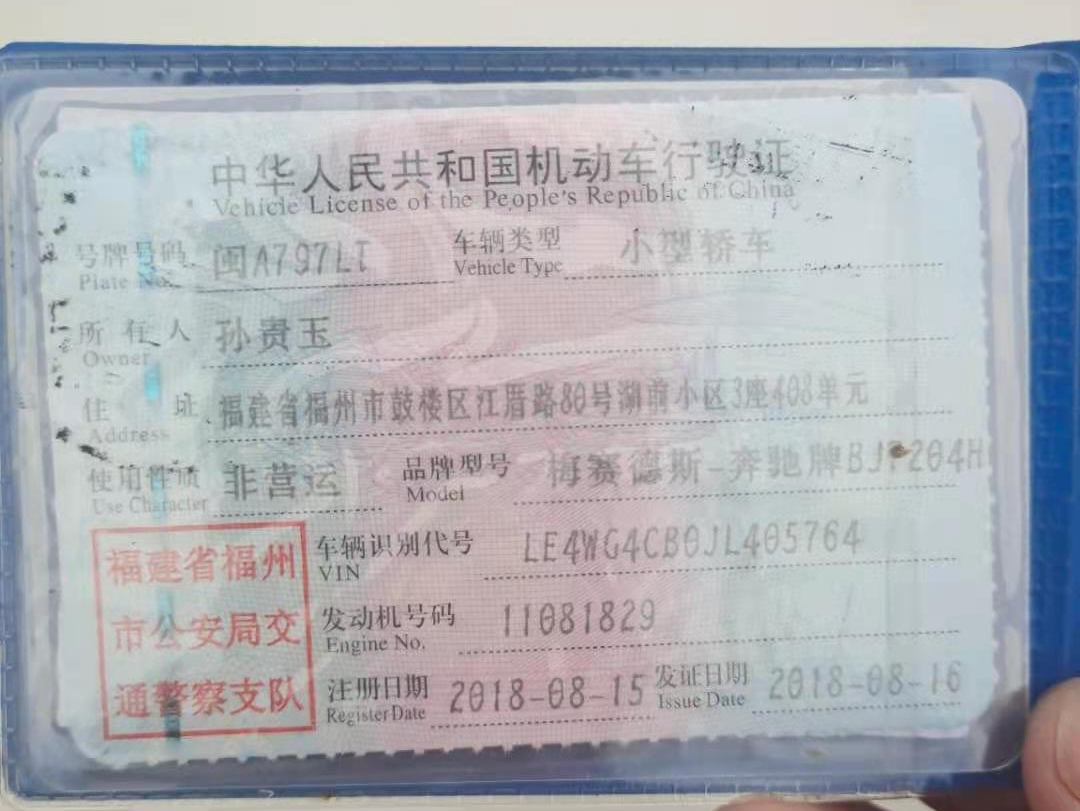 中华人民共和国机动车行驶证
Vehicle License of the People's Republic of China
号牌号码 闽A797LT 车辆类型 小型轿车
Plate No. Vehicle Type
所有人 孙贵玉
Owner
住址 福建省福州市鼓楼区江厝路80号湖前小区3座408单元
Address
使用性质 非营运 品牌型号 梅赛德斯-奔驰牌BJ7204H
Use Character Model
福建省福州
市公安局交
通警察支队
车辆识别代号 LE4WG4CB0JL405764
VIN
发动机号码 11081829
Engine No.
注册日期 2018-08-15 发证日期 2018-08-16
Register Date Issue Date